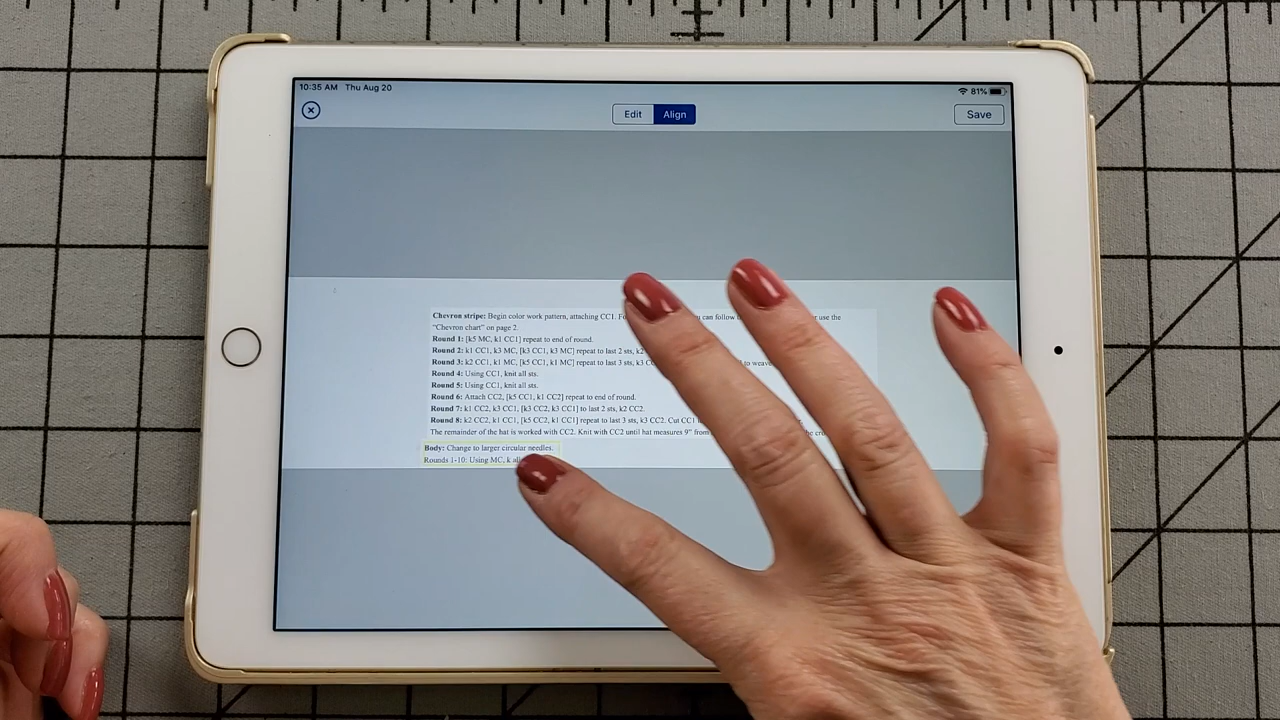 10:35 AM Thu Aug 20
81%
Edit Align
Save
Chevron stripe: Begin color work pattern, attaching CC1. can follow use the
"Chevron chart" on page 2.
Round 1: [k5 MC, k1 CC1] repeat to end of round.
Round 2: k1 CC1, k3 MC, [k3 CC1, k3 MC] repeat to last 2 sts,
Round 3: k2 CC1, k1 MC, [k5 CC1, k1 MC] repeat to last 3 sts, to
Round 4: Using CC1, knit all sts.
Round 5: Using CC1, knit all sts.
Round 6: Attach CC2, [k5 CC1, k1 CC2] repeat to end of round.
Round 7: k1 CC2, k3 CC1, [k3 CC2, k3 CC1] to last 2 sts, k2 CC2.
Round 8: k2 CC2, k1 CC1, [k5 CC2, k1 CC1] repeat to last 3 sts, k3 CC2. Cut CC1
The remainder of the hat is worked with CC2. Knit with CC2 until hat measures 9" from
Body: Change to larger circular needles.
Rounds 1-10: Using MC, k